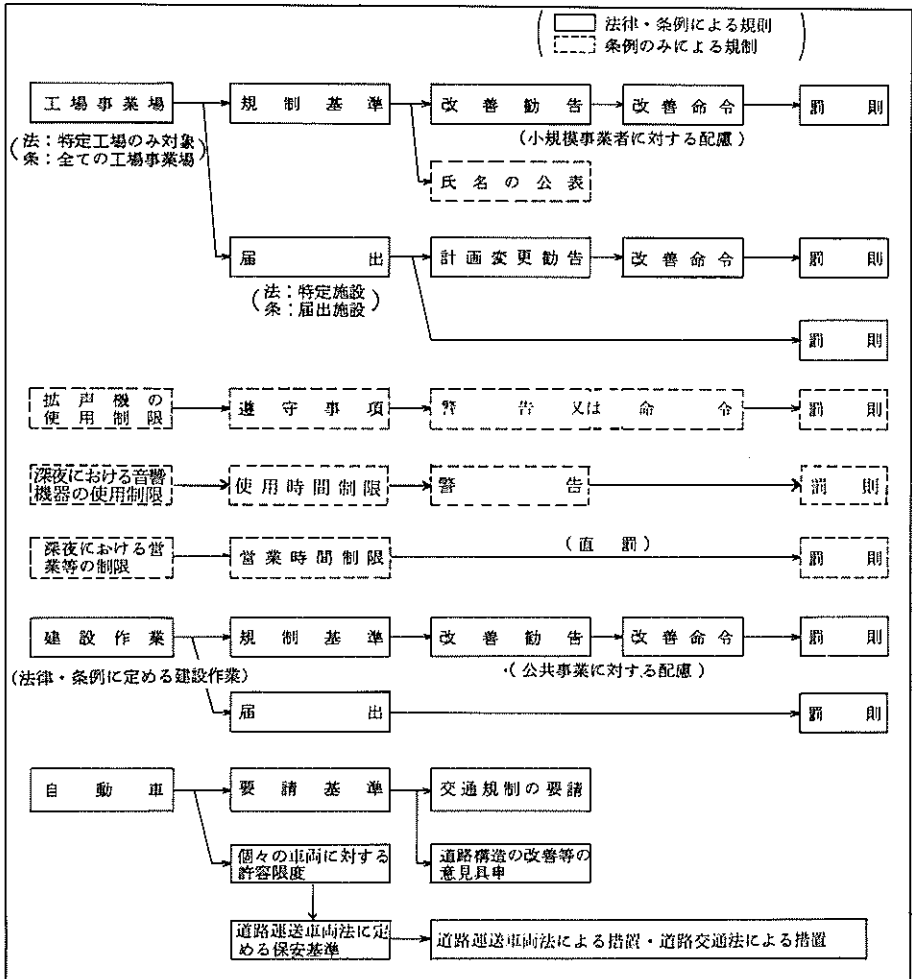 法律・条例による規則
条例のみによる規制
工場事業場
規制基準
改善勧告
改善命令
罰則
(法:特定工場のみ対象
条:全ての工場事業場)
(小規模事業者に対する配慮)
氏名の公表
届出
計画変更勧告
改善命令
罰則
(法:特定施設
条:届出施設)
罰則
拡声機の
使用制限
遵守事項
警告又は命令
罰則
深夜における音響
機器の使用制限
使用時間制限
警告
罰則
深夜における営
業等の制限
営業時間制限
(直罰)
罰則
建設作業
規制基準
改善勧告
改善命令
罰則
(法律・条例に定める建設作業)
(公共事業に対する配慮)
届出
罰則
自動車
要請基準
交通規制の要請
個々の車両に対する
許容限度
道路構造の改善等の
意見具申
道路運送車両法に定
める保安基準
道路運送車両法による措置・道路交通法による措置